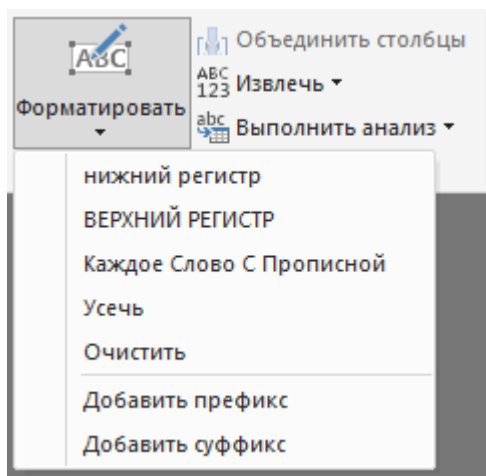 ABC
Форматировать
Объединить столбцы
ABC
123 Извлечь
abc
Выполнить анализ
нижний регистр
ВЕРХНИЙ РЕГИСТР
Каждое Слово С Прописной
Усечь
Очистить
Добавить префикс
Добавить суффикс